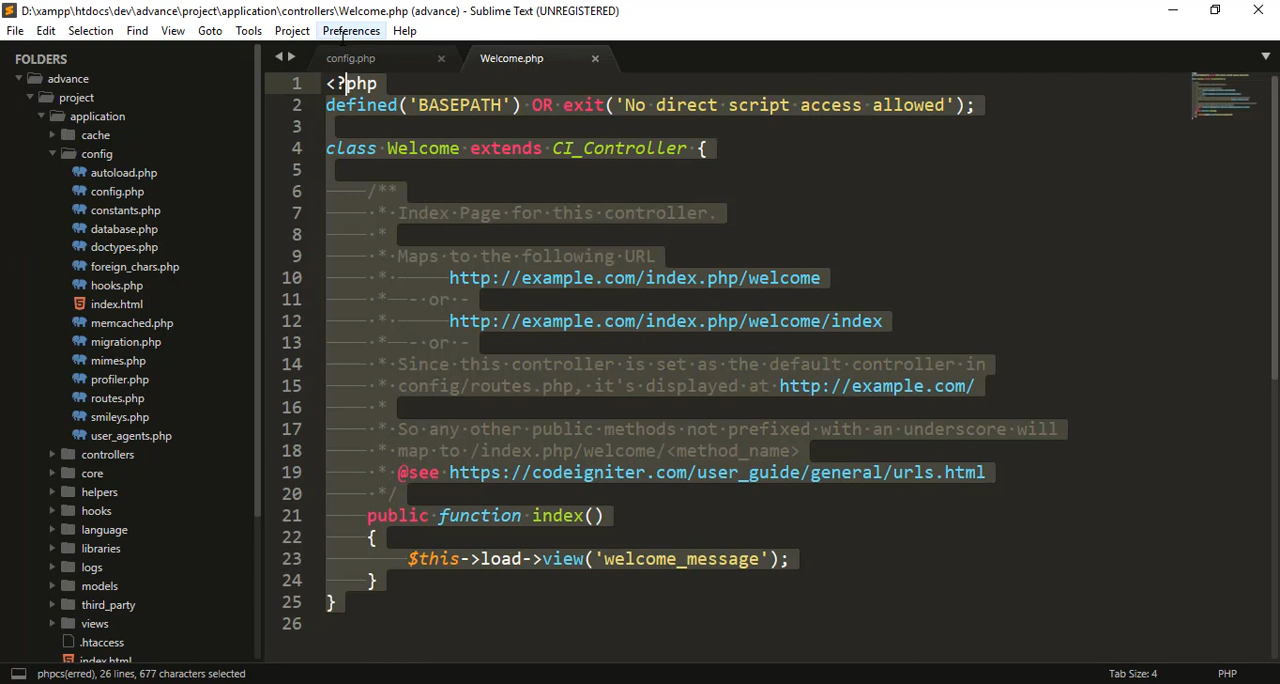 D:\xampp\htdocs\dev\advance\project\application\controllers\Welcome.php (advance) - Sublime Text (UNREGISTERED)
File Edit Selection Find View Goto Tools Project Preferences Help
FOLDERS
advance
project
application
cache
config
autoload.php
config.php
constants.php
database.php
doctypes.php
foreign_chars.php
hooks.php
index.html
memcached.php
migration.php
mimes.php
profiler.php
routes.php
smileys.php
user_agents.php
controllers
core
helpers
hooks
language
libraries
logs
models
third_party
views
.htaccess
index.html
config.php × Welcome.php ×
1 <?php
2 defined('BASEPATH') OR exit('No direct script access allowed');
3
4 class Welcome extends CI_Controller {
5
6 /**
7 * Index Page for this controller.
8 *
9 * Maps to the following URL
10 * http://example.com/index.php/welcome
11 * - or -
12 * http://example.com/index.php/welcome/index
13 * - or -
14 * Since this controller is set as the default controller in
15 * config/routes.php, it's displayed at http://example.com/
16 *
17 * So any other public methods not prefixed with an underscore will
18 * map to /index.php/welcome/<method_name>
19 * @see https://codeigniter.com/user_guide/general/urls.html
20 */
21 public function index()
22 {
23 $this->load->view('welcome_message');
24 }
25 }
26
phpcs(erred), 26 lines, 677 characters selected Tab Size: 4 PHP